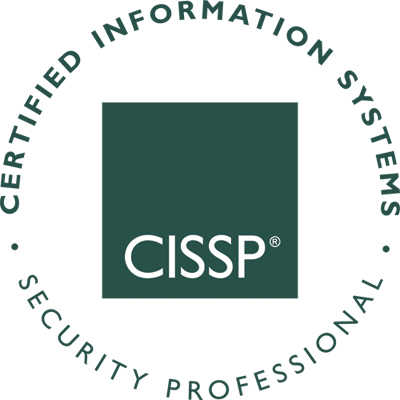 CERTIFIED INFORMATION SYSTEMS
CISSP®
• SECURITY PROFESSIONAL •